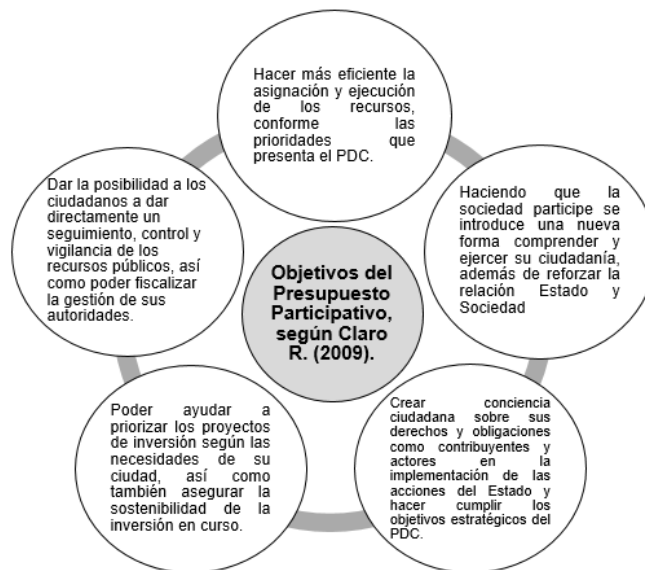 Hacer más eficiente la
asignación y ejecución
de los recursos,
conforme las
prioridades que
presenta el PDC.
Haciendo que la
sociedad participe se
introduce una nueva
forma comprender y
ejercer su ciudadanía,
además de reforzar la
relación Estado y
Sociedad
Crear conciencia
ciudadana sobre sus
derechos y obligaciones
como contribuyentes y
actores en la
implementación de las
acciones del Estado y
hacer cumplir los
objetivos estratégicos del
PDC.
Poder ayudar a
priorizar los proyectos
de inversión según las
necesidades de su
ciudad, así como
también asegurar la
sostenibilidad de la
inversión en curso.
Dar la posibilidad a los
ciudadanos a dar
directamente un
seguimiento, control y
vigilancia de los
recursos públicos, así
como poder fiscalizar
la gestión de sus
autoridades.
Objetivos del
Presupuesto
Participativo,
según Claro
R. (2009).